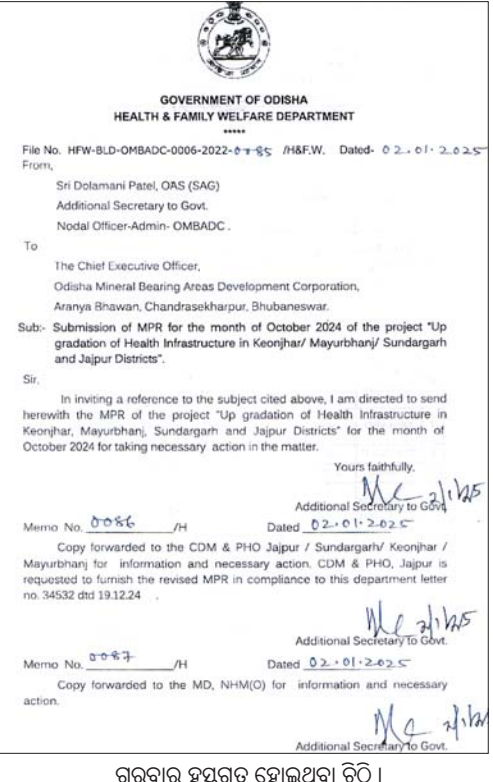 GOVERNMENT OF ODISHA
HEALTH & FAMILY WELFARE DEPARTMENT
*****
File No. HFW-BLD-OMBADC-0006-2022-0085 /H&F.W. Dated- 02.01.2025
From,
Sri Dolamani Patel, OAS (SAG)
Additional Secretary to Govt.
Nodal Officer-Admin- OMBADC .
To
The Chief Executive Officer,
Odisha Mineral Bearing Areas Development Corporation,
Aranya Bhawan, Chandrasekharpur, Bhubaneswar.
Sub:- Submission of MPR for the month of October 2024 of the project "Up
gradation of Health Infrastructure in Keonjhar/ Mayurbhanj/ Sundargarh
and Jajpur Districts".
Sir,
In inviting a reference to the subject cited above, I am directed to send
herewith the MPR of the project "Up gradation of Health Infrastructure in
Keonjhar, Mayurbhanj, Sundargarh and Jajpur Districts" for the month of
October 2024 for taking necessary action in the matter.
Yours faithfully,
2/1/25
Additional Secretary to Govt.
Memo No. 0086 /H Dated 02.01.2025
Copy forwarded to the CDM & PHO Jajpur / Sundargarh/ Keonjhar /
Mayurbhanj for information and necessary action. CDM & PHO, Jajpur is
requested to furnish the revised MPR in compliance to this department letter
no. 34532 dtd 19.12.24 .
2/1/25
Additional Secretary to Govt.
Memo No. 0087 /H Dated 02.01.2025
Copy forwarded to the MD, NHM(O) for information and necessary
action.
Additional Secretary to Govt.
ଗୁରୁବାର ହସ୍ତଗତ ହୋଇଥିବା ଚିଠି ।